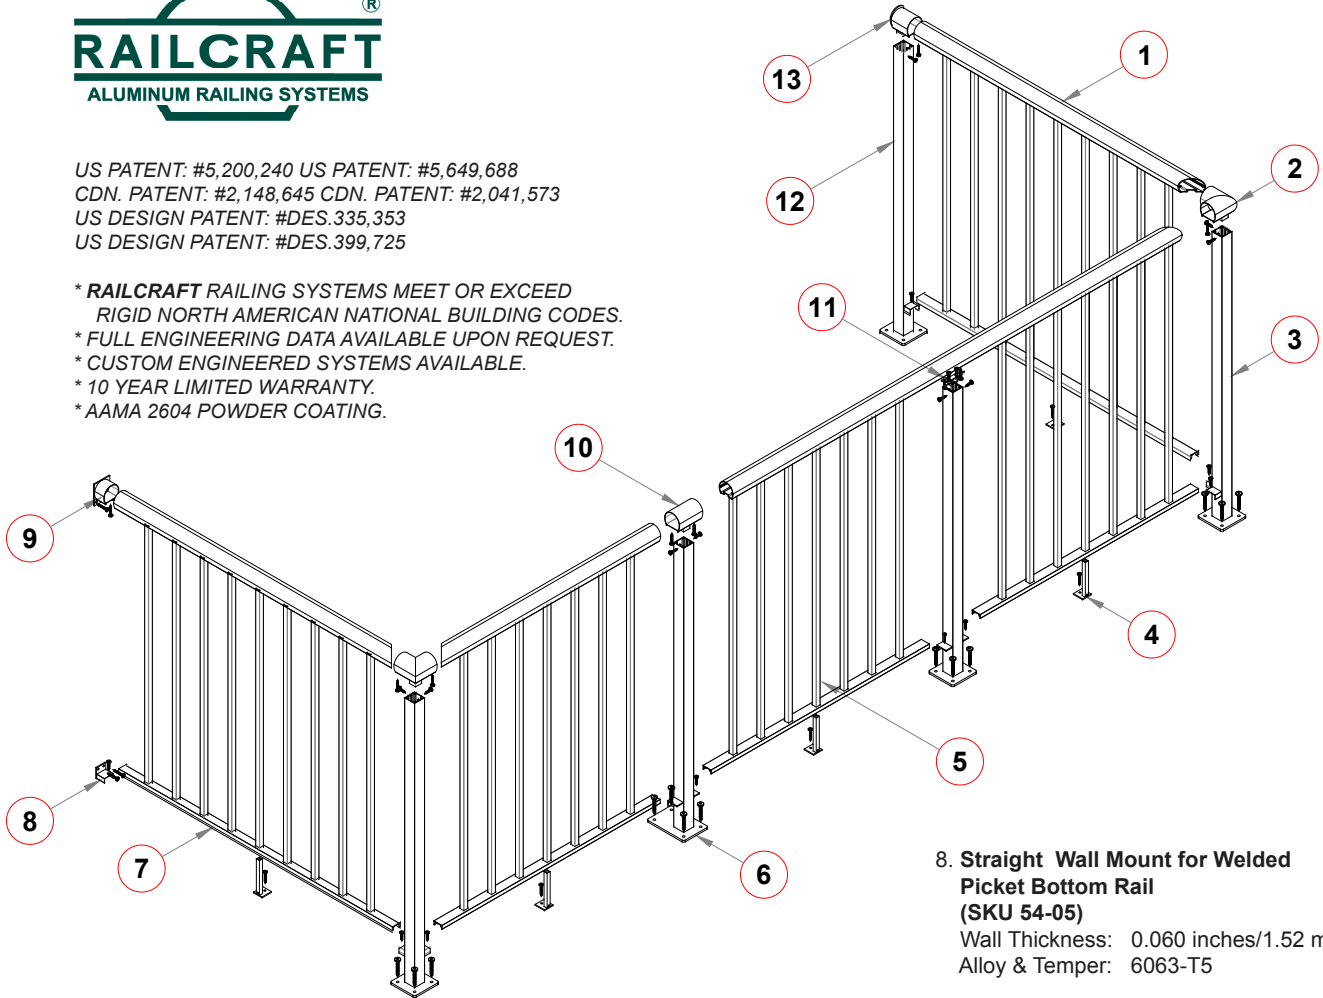 ®
RAILCRAFT
ALUMINUM RAILING SYSTEMS
US PATENT: #5,200,240 US PATENT: #5,649,688
CDN. PATENT: #2,148,645 CDN. PATENT: #2,041,573
US DESIGN PATENT: #DES.335,353
US DESIGN PATENT: #DES.399,725
* RAILCRAFT RAILING SYSTEMS MEET OR EXCEED
RIGID NORTH AMERICAN NATIONAL BUILDING CODES.
* FULL ENGINEERING DATA AVAILABLE UPON REQUEST.
* CUSTOM ENGINEERED SYSTEMS AVAILABLE.
* 10 YEAR LIMITED WARRANTY.
* AAMA 2604 POWDER COATING.
1
13
2
12
11
3
10
9
4
5
8
7
6
8. Straight Wall Mount for Welded
Picket Bottom Rail
(SKU 54-05)
Wall Thickness: 0.060 inches/1.52 m
Alloy & Temper: 6063-T5